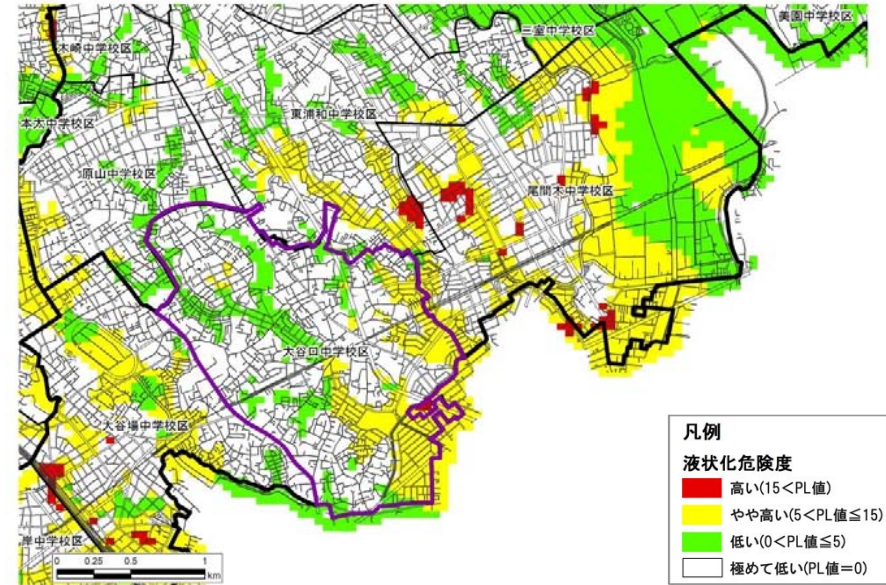 美園中学校区
三室中学校区
木崎中学校区
東浦和中学校区
本太中学校区
原山中学校区
尾間木中学校区
大谷口中学校区
大谷場中学校区
岸中学校区
0 0.25 0.5 1
km
凡例
液状化危険度
高い(15<PL値)
やや高い(5<PL値≦15)
低い(0<PL値≦5)
極めて低い(PL値=0)